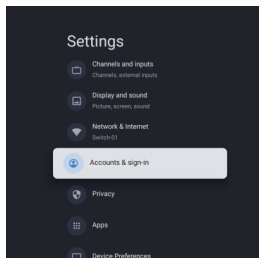 Settings
Channels and inputs
Channels, external inputs
Display and sound
Picture, screen, sound
Network & Internet
Switch-01
Accounts & sign-in
Privacy
Apps
Device Preferences